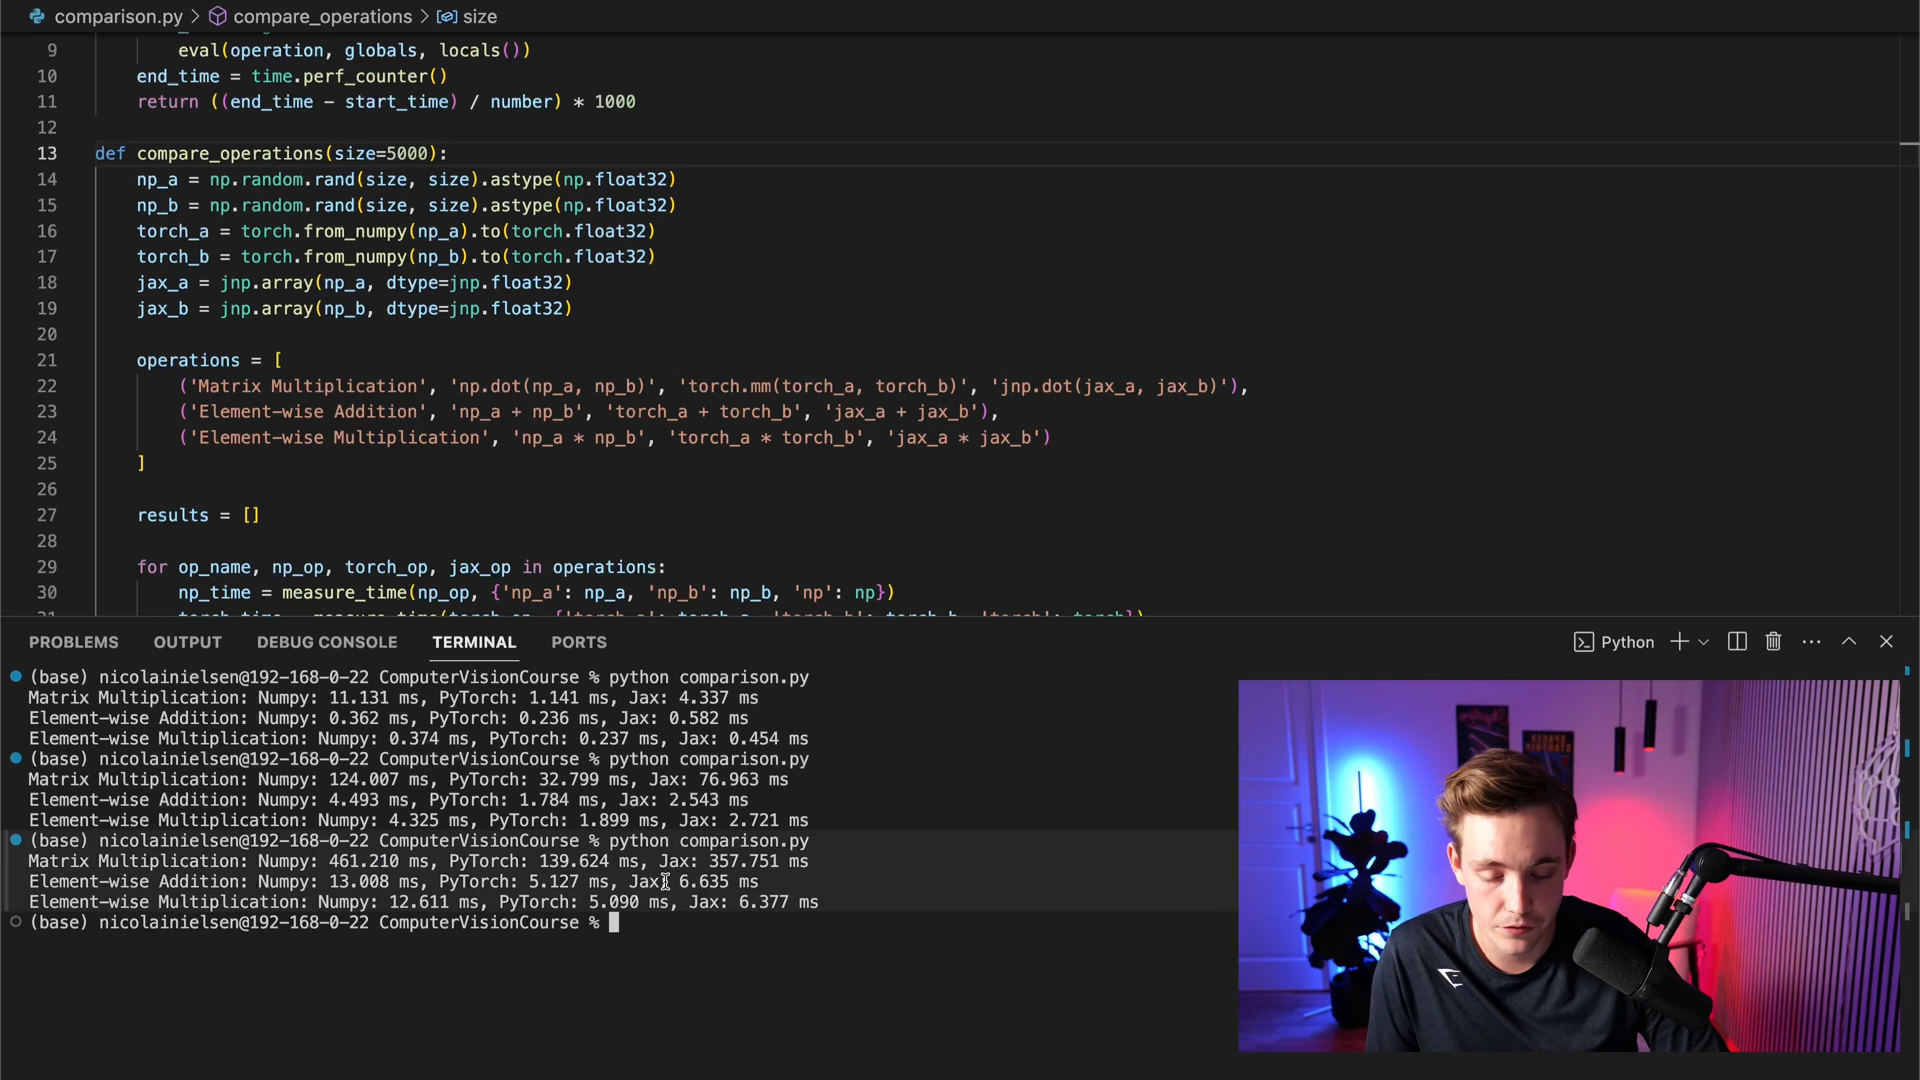 comparison.py > compare_operations > size
9 eval(operation, globals, locals())
10 end_time = time.perf_counter()
11 return ((end_time - start_time) / number) * 1000
12
13 def compare_operations(size=5000):
14 np_a = np.random.rand(size, size).astype(np.float32)
15 np_b = np.random.rand(size, size).astype(np.float32)
16 torch_a = torch.from_numpy(np_a).to(torch.float32)
17 torch_b = torch.from_numpy(np_b).to(torch.float32)
18 jax_a = jnp.array(np_a, dtype=jnp.float32)
19 jax_b = jnp.array(np_b, dtype=jnp.float32)
20
21 operations = [
22 ('Matrix Multiplication', 'np.dot(np_a, np_b)', 'torch.mm(torch_a, torch_b)', 'jnp.dot(jax_a, jax_b)'),
23 ('Element-wise Addition', 'np_a + np_b', 'torch_a + torch_b', 'jax_a + jax_b'),
24 ('Element-wise Multiplication', 'np_a * np_b', 'torch_a * torch_b', 'jax_a * jax_b')
25 ]
26
27 results = []
28
29 for op_name, np_op, torch_op, jax_op in operations:
30 np_time = measure_time(np_op, {'np_a': np_a, 'np_b': np_b, 'np': np})
PROBLEMS OUTPUT DEBUG CONSOLE TERMINAL PORTS Python
(base) nicolainielsen@192-168-0-22 ComputerVisionCourse % python comparison.py
Matrix Multiplication: Numpy: 11.131 ms, PyTorch: 1.141 ms, Jax: 4.337 ms
Element-wise Addition: Numpy: 0.362 ms, PyTorch: 0.236 ms, Jax: 0.582 ms
Element-wise Multiplication: Numpy: 0.374 ms, PyTorch: 0.237 ms, Jax: 0.454 ms
(base) nicolainielsen@192-168-0-22 ComputerVisionCourse % python comparison.py
Matrix Multiplication: Numpy: 124.007 ms, PyTorch: 32.799 ms, Jax: 76.963 ms
Element-wise Addition: Numpy: 4.493 ms, PyTorch: 1.784 ms, Jax: 2.543 ms
Element-wise Multiplication: Numpy: 4.325 ms, PyTorch: 1.899 ms, Jax: 2.721 ms
(base) nicolainielsen@192-168-0-22 ComputerVisionCourse % python comparison.py
Matrix Multiplication: Numpy: 461.210 ms, PyTorch: 139.624 ms, Jax: 357.751 ms
Element-wise Addition: Numpy: 13.008 ms, PyTorch: 5.127 ms, Jax: 6.635 ms
Element-wise Multiplication: Numpy: 12.611 ms, PyTorch: 5.090 ms, Jax: 6.377 ms
(base) nicolainielsen@192-168-0-22 ComputerVisionCourse %